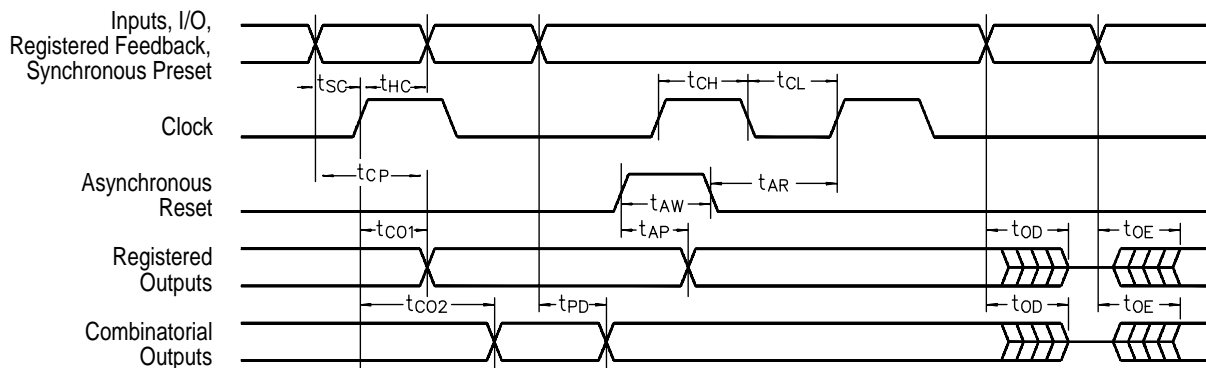 Inputs, I/O,
Registered Feedback,
Synchronous Preset
tSC
tHC
tCH
tCL
Clock
tCP
tAR
Asynchronous
Reset
tAW
tCO1
tAP
tOD
tOE
Registered
Outputs
tCO2
tPD
tOD
tOE
Combinatorial
Outputs